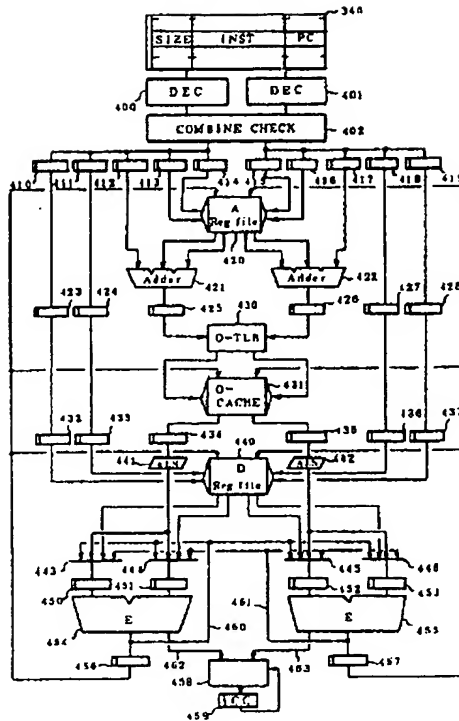 340
SIZE INST PC
DEC DEC
400 401
COMBINE CHECK 402
410 411 412 413 414 415 416 417 418 419
A
Reg file
420
Adder Adder
421 422
423 424 427 428
425 430 426
O-TLB
O-
CACHE
431
432 433 436 437
434 435
441 440 442
D
Reg file
443 444 445 446
450 451 452 453
461
E E
454 460 455
456 462 463 457
458
459